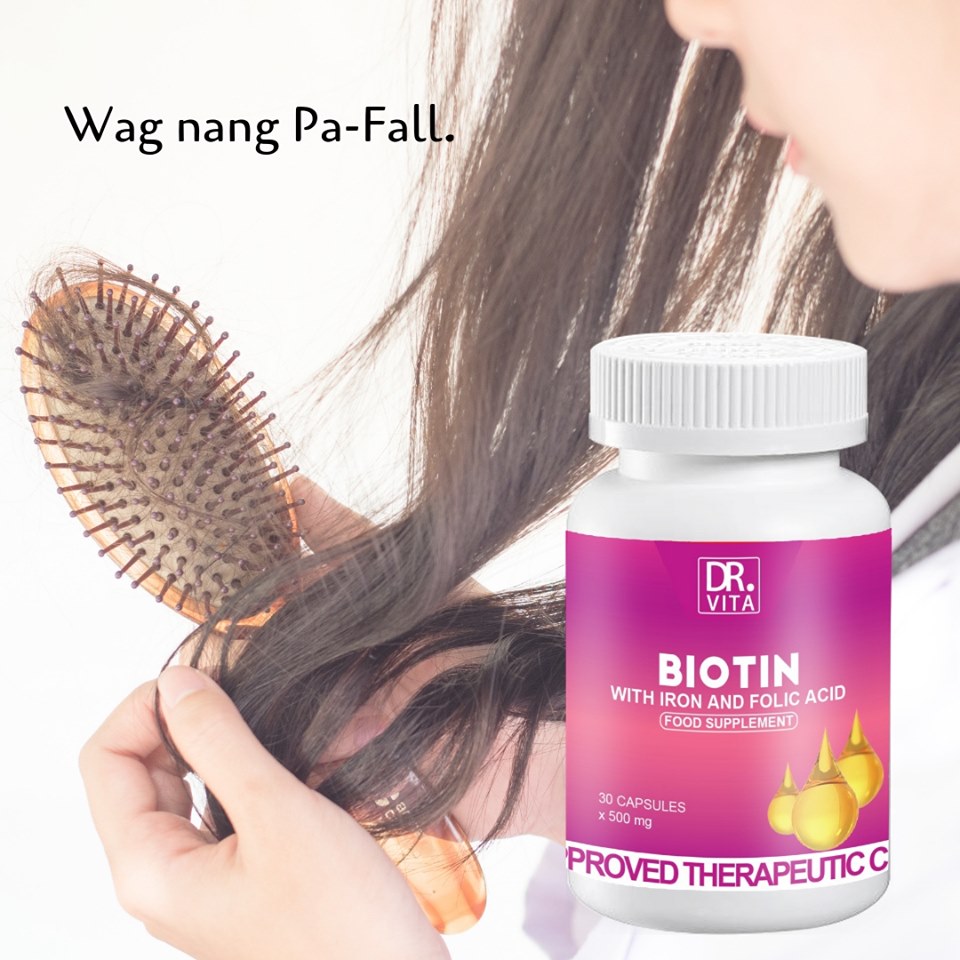 Wag nang Pa-Fall.
DR.
VITA
BIOTIN
WITH IRON AND FOLIC ACID
FOOD SUPPLEMENT
30 CAPSULES
x 500 mg
PPROVED THERAPEUTIC C